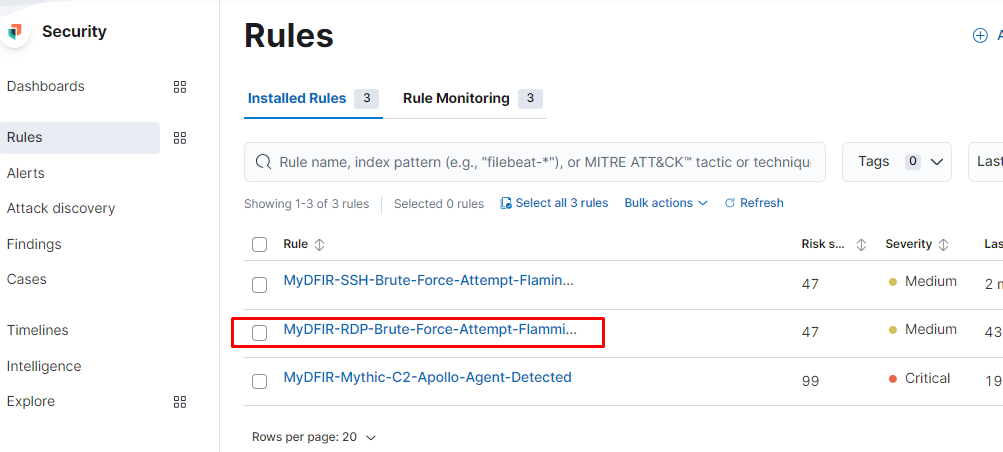 Security
Dashboards
Rules
Alerts
Attack discovery
Findings
Cases
Timelines
Intelligence
Explore
Rules
Installed Rules 3 Rule Monitoring 3
Rule name, index pattern (e.g., "filebeat-*"), or MITRE ATT&CK™ tactic or technique
Tags 0 Last
Showing 1-3 of 3 rules Selected 0 rules Select all 3 rules Bulk actions Refresh
Rule Risk s... Severity Las
MyDFIR-SSH-Brute-Force-Attempt-Flamin... 47 Medium 2 m
MyDFIR-RDP-Brute-Force-Attempt-Flammi... 47 Medium 43
MyDFIR-Mythic-C2-Apollo-Agent-Detected 99 Critical 19
Rows per page: 20